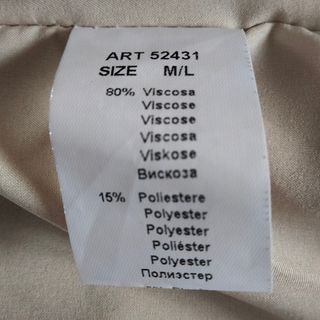 ART 52431
SIZE M/L
80% Viscosa
Viscose
Viscose
Viscosa
Viskose
Вискоза
15% Poliestere
Polyester
Polyester
Poliéster
Polyester
Полиэстер